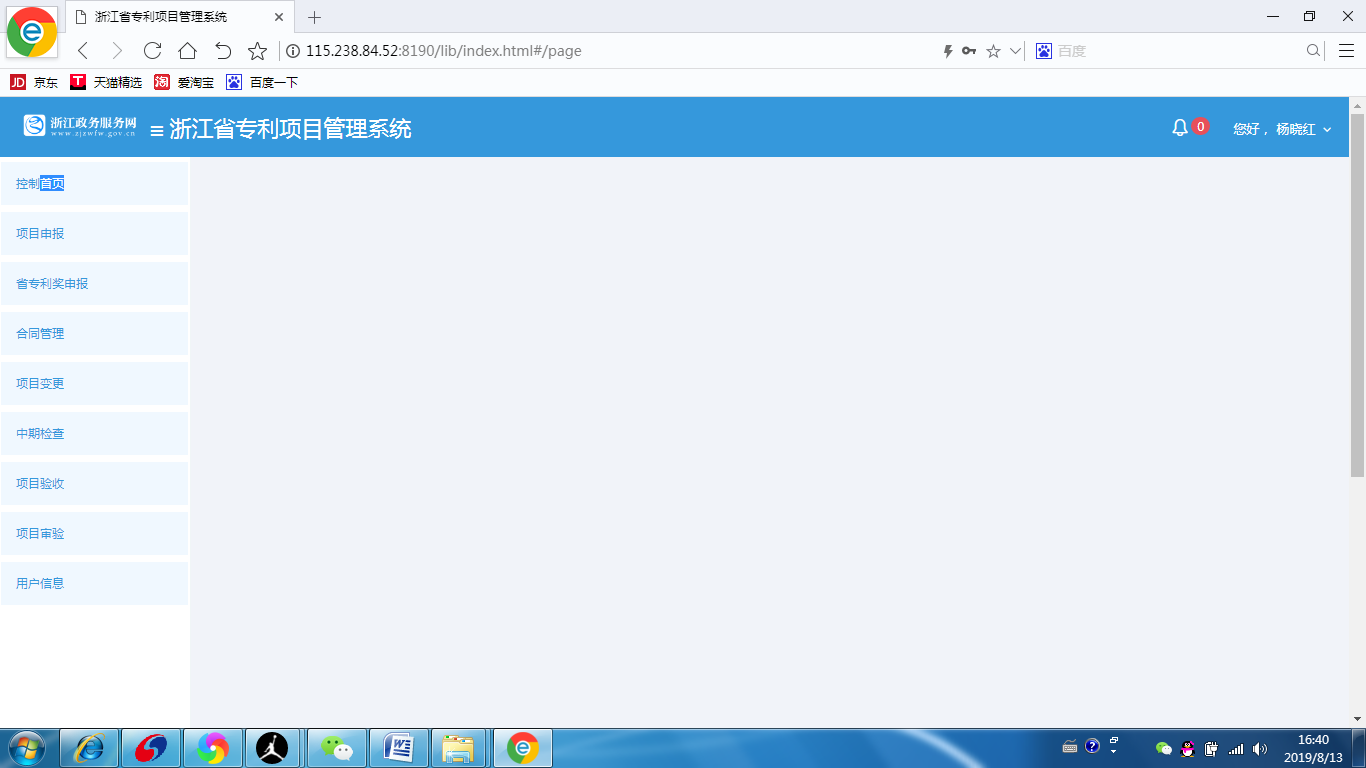 浙江省专利项目管理系统
115.238.84.52:8190/lib/index.html#/page
百度
京东 天猫精选 爱淘宝 百度一下
浙江政务服务网
www.zjzwfw.gov.cn
浙江省专利项目管理系统
0
您好， 杨晓红
控制首页
项目申报
省专利奖申报
合同管理
项目变更
中期检查
项目验收
项目审验
用户信息
16:40
2019/8/13